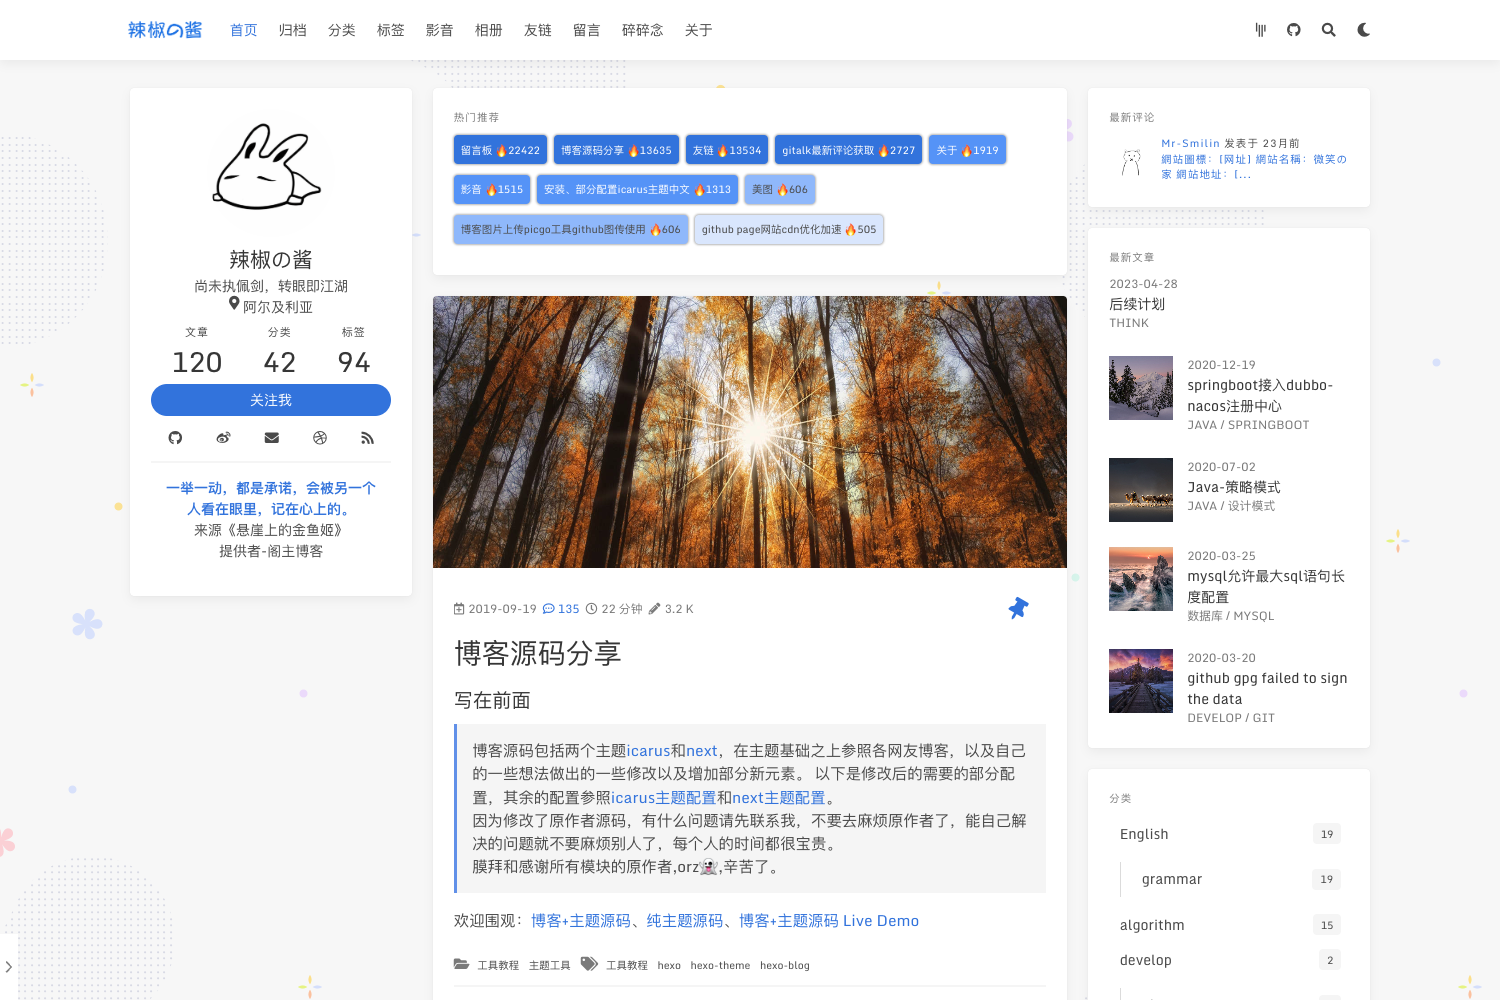 辣椒の酱 首页 归档 分类 标签 影音 相册 友链 留言 碎碎念 关于
辣椒の酱
尚未执佩剑，转眼即江湖
阿尔及利亚
文章 分类 标签
120 42 94
关注我
一举一动，都是承诺，会被另一个
人看在眼里，记在心上的。
来源《悬崖上的金鱼姬》
提供者-阁主博客
热门推荐
留言板 🔥22422 博客源码分享 🔥13635 友链 🔥13534 gitalk最新评论获取 🔥2727 关于 🔥1919
影音 🔥1515 安装、部分配置icarus主题中文 🔥1313 美图 🔥606
博客图片上传picgo工具github图传使用 🔥606 github page网站cdn优化加速 🔥505
2019-09-19 135 22 分钟 3.2 K
博客源码分享
写在前面
博客源码包括两个主题icarus和next，在主题基础之上参照各网友博客，以及自己
的一些想法做出的一些修改以及增加部分新元素。 以下是修改后的需要的部分配
置，其余的配置参照icarus主题配置和next主题配置。
因为修改了原作者源码，有什么问题请先联系我，不要去麻烦原作者了，能自己解
决的问题就不要麻烦别人了，每个人的时间都很宝贵。
膜拜和感谢所有模块的原作者,orz👻,辛苦了。
欢迎围观：博客+主题源码、纯主题源码、博客+主题源码 Live Demo
工具教程 主题工具 工具教程 hexo hexo-theme hexo-blog
最新评论
Mr-Smilin 发表于 23月前
網站圖標：[网址] 網站名稱：微笑の
家 網站地址：[...
最新文章
2023-04-28
后续计划
THINK
2020-12-19
springboot接入dubbo-
nacos注册中心
JAVA / SPRINGBOOT
2020-07-02
Java-策略模式
JAVA / 设计模式
2020-03-25
mysql允许最大sql语句长
度配置
数据库 / MYSQL
2020-03-20
github gpg failed to sign
the data
DEVELOP / GIT
分类
English 19
grammar 19
algorithm 15
develop 2